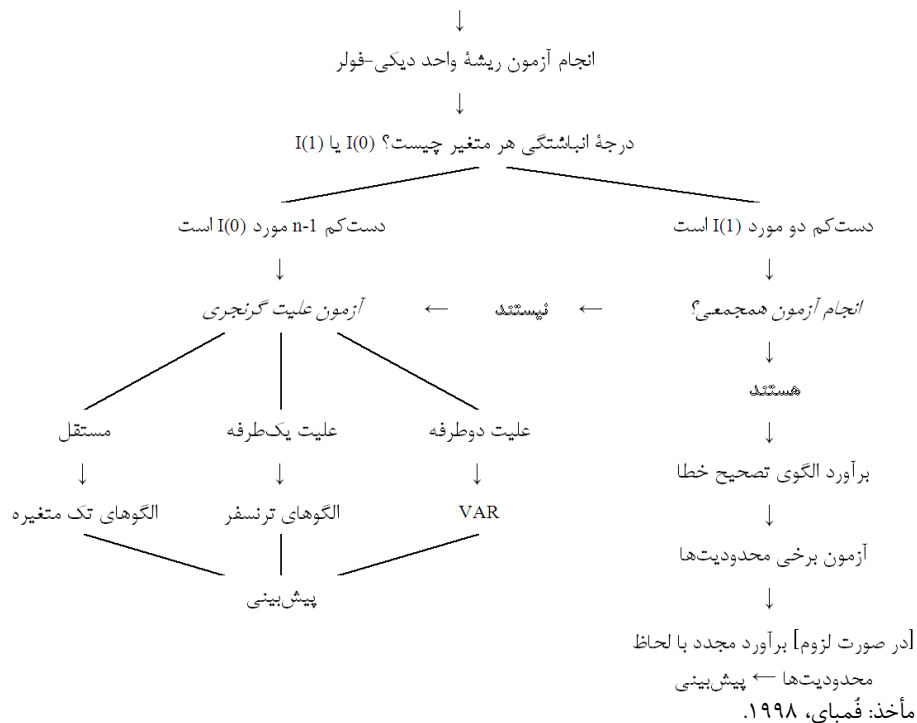 ↓
انجام آزمون ریشهٔ واحد دیکی-فولر
↓
درجهٔ انباشتگی هر متغیر چیست؟ I(0) یا I(1)
دست‌کم دو مورد I(1) است
دست‌کم n-1 مورد I(0) است
↓ ↓
انجام آزمون همجمعی؟ ← نیستند ← آزمون علیت گرنجری
↓
هستند
علیت دوطرفه
علیت یک‌طرفه
مستقل
↓ ↓ ↓ ↓
برآورد الگوی تصحیح خطا
VAR
الگوهای ترنسفر
الگوهای تک متغیره
↓
آزمون برخی محدودیت‌ها
پیش‌بینی
↓
[در صورت لزوم] برآورد مجدد با لحاظ
محدودیت‌ها ← پیش‌بینی
مأخذ: فُمبای، ۱۹۹۸.